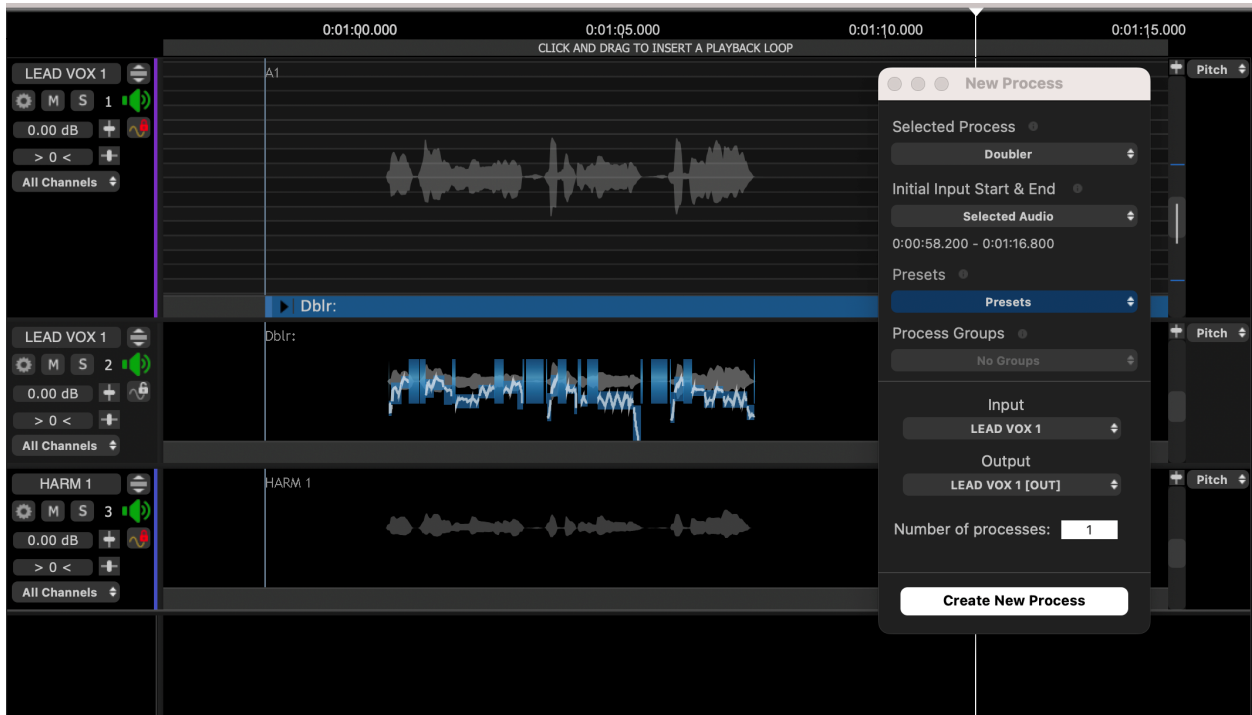 0:01:00.000 0:01:05.000 0:01:10.000 0:01:15.000
CLICK AND DRAG TO INSERT A PLAYBACK LOOP
LEAD VOX 1
M S 1
0.00 dB
> 0 <
All Channels
A1
Pitch
Dblr:
LEAD VOX 1
M S 2
0.00 dB
> 0 <
All Channels
Dblr:
Pitch
HARM 1
M S 3
0.00 dB
> 0 <
All Channels
HARM 1
Pitch
New Process
Selected Process
Doubler
Initial Input Start & End
Selected Audio
0:00:58.200 - 0:01:16.800
Presets
Presets
Process Groups
No Groups
Input
LEAD VOX 1
Output
LEAD VOX 1 [OUT]
Number of processes: 1
Create New Process